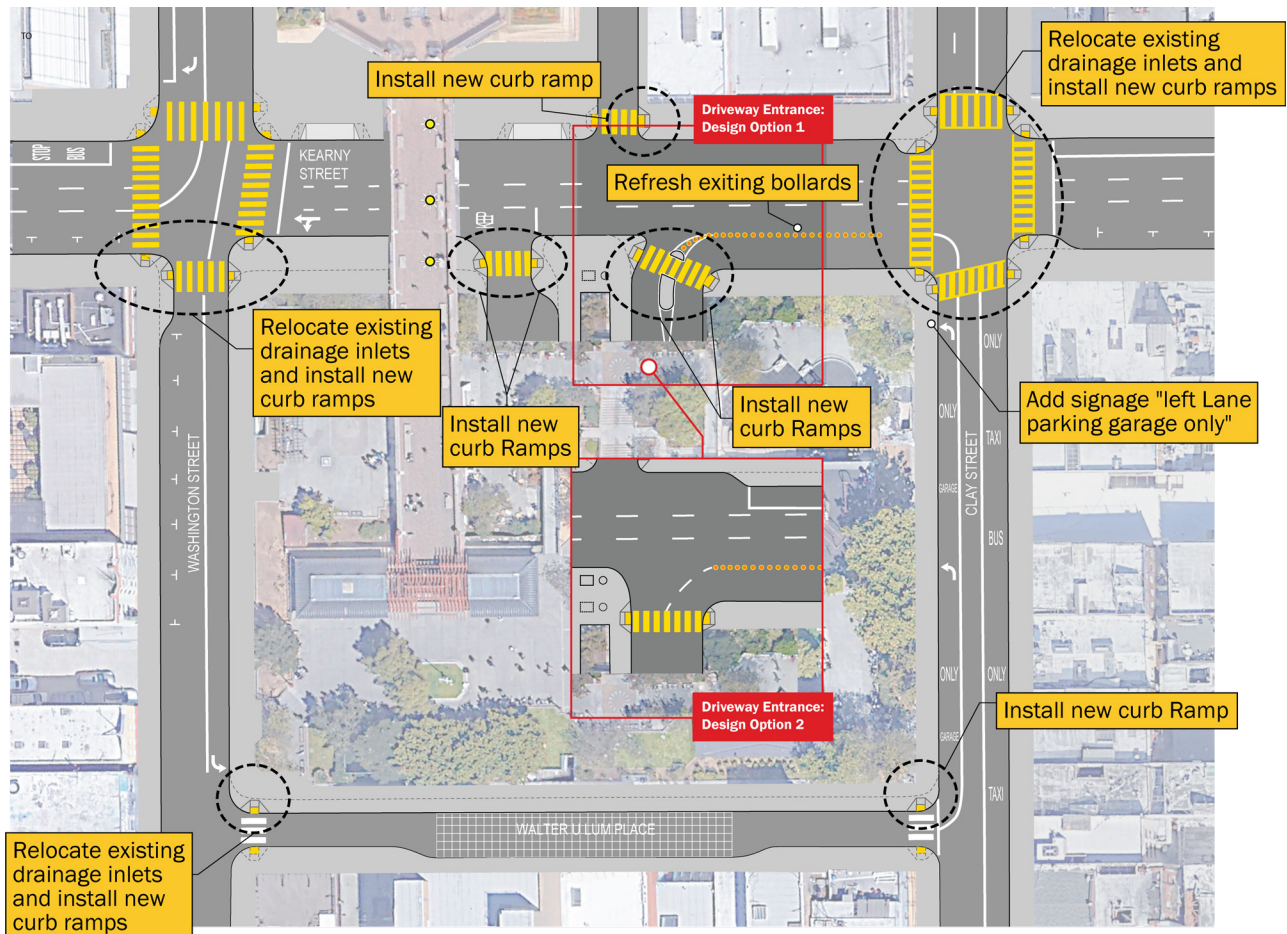 TO
STOP
BUS
KEARNY
STREET
Install new curb ramp
Driveway Entrance:
Design Option 1
Relocate existing
drainage inlets and
install new curb ramps
Refresh exiting bollards
Relocate existing
drainage inlets
and install new
curb ramps
Install new
curb Ramps
Install new
curb Ramps
Add signage "left Lane
parking garage only"
WASHINGTON STREET
CLAY STREET
ONLY
TAXI
BUS
ONLY
TAXI
ONLY
GARAGE
ONLY
GARAGE
Driveway Entrance:
Design Option 2
Install new curb Ramp
WALTER U LUM PLACE
Relocate existing
drainage inlets
and install new
curb ramps